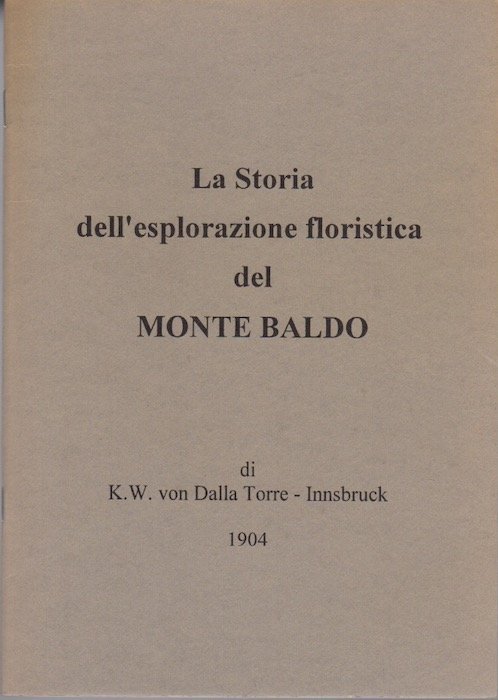 La Storia
dell'esplorazione floristica
del
MONTE BALDO
di
K.W. von Dalla Torre - Innsbruck
1904